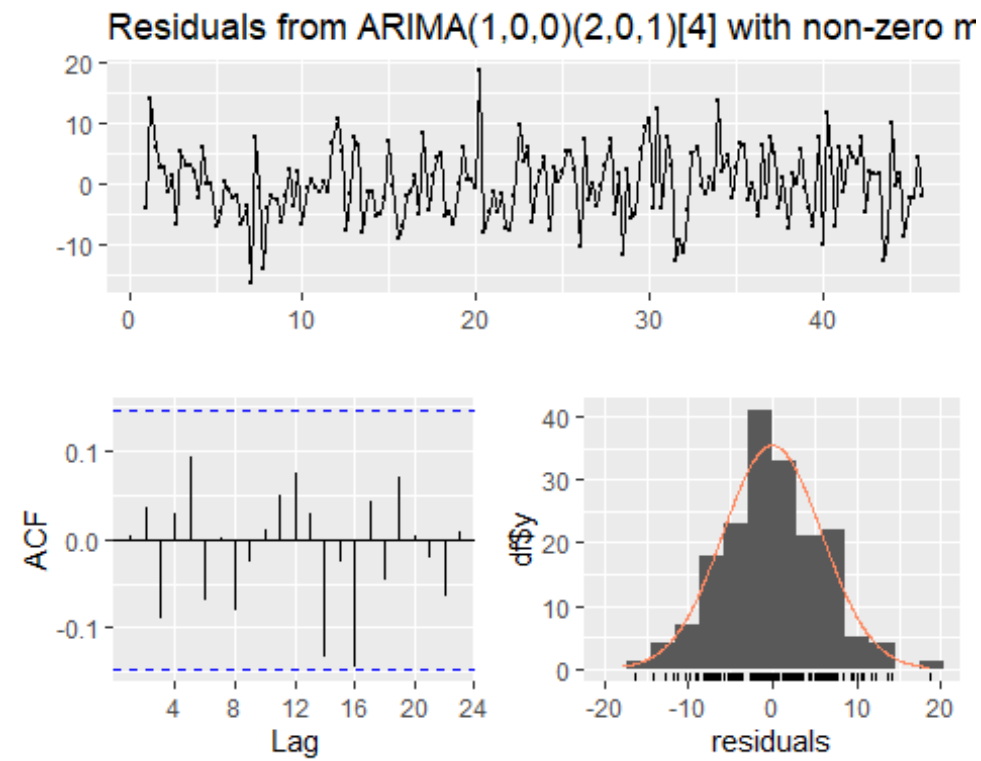 Residuals from ARIMA(1,0,0)(2,0,1)[4] with non-zero m
20
10
0
-10
0 10 20 30 40
ACF
0.1
0.0
-0.1
4 8 12 16 20 24
Lag
df$y
40
30
20
10
0
-20 -10 0 10 20
residuals